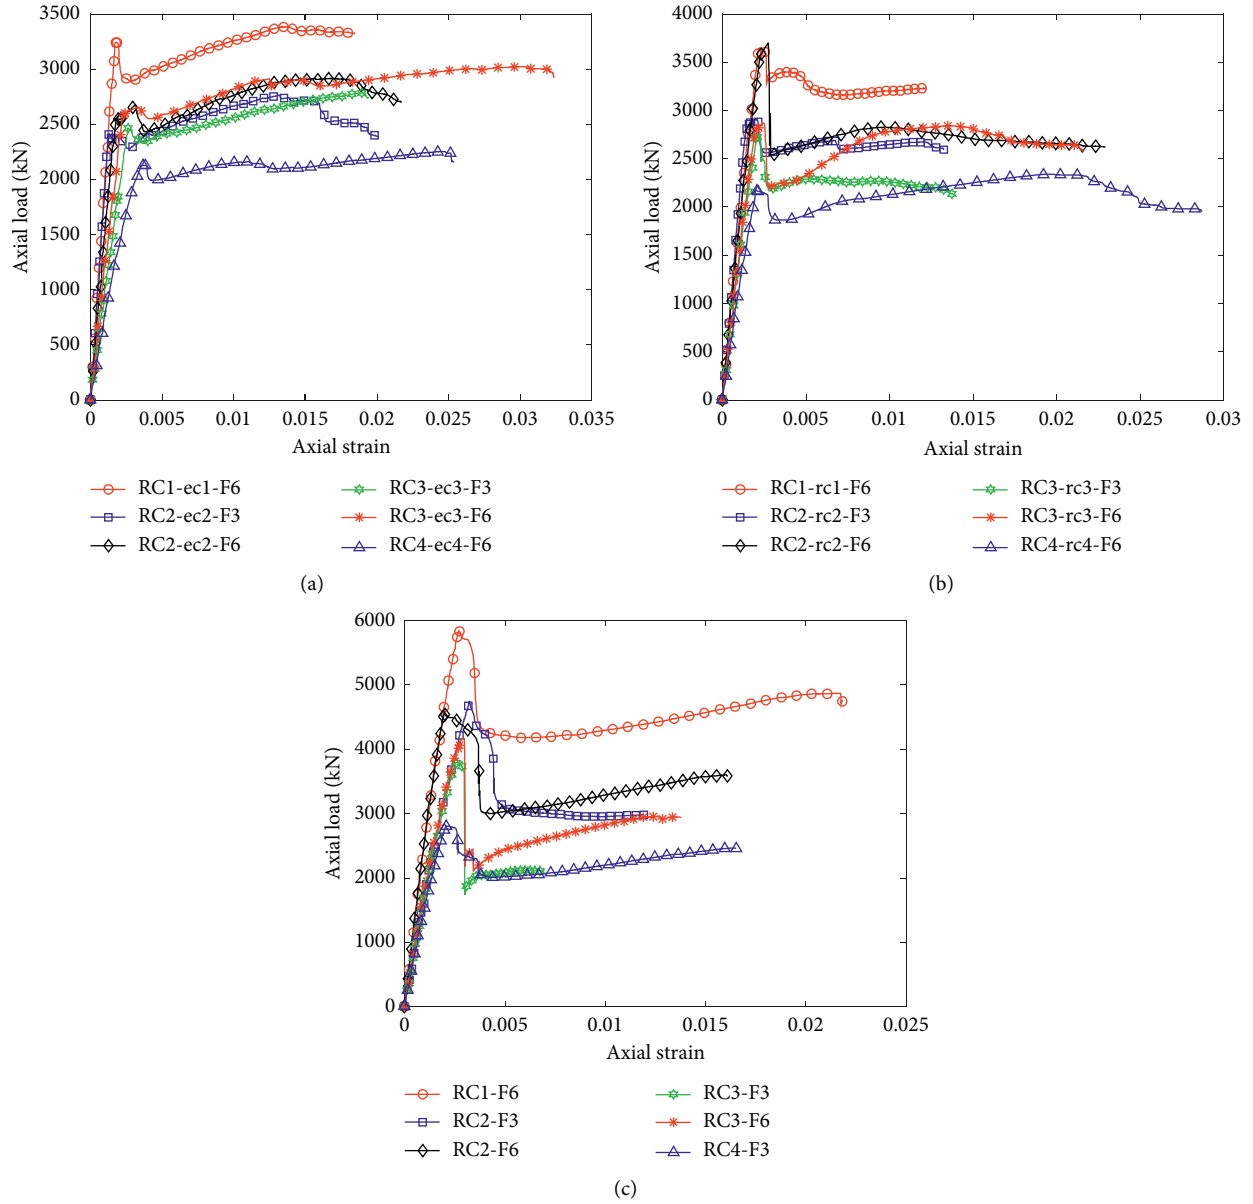 3500
3000
2500
2000
1500
1000
500
0
Axial load (kN)
0 0.005 0.01 0.015 0.02 0.025 0.03 0.035
Axial strain
RC1-ec1-F6
RC2-ec2-F3
RC2-ec2-F6
RC3-ec3-F3
RC3-ec3-F6
RC4-ec4-F6
(a)
4000
3500
3000
2500
2000
1500
1000
500
0
Axial load (kN)
0 0.005 0.01 0.015 0.02 0.025 0.03
Axial strain
RC1-rc1-F6
RC2-rc2-F3
RC2-rc2-F6
RC3-rc3-F3
RC3-rc3-F6
RC4-rc4-F6
(b)
6000
5000
4000
3000
2000
1000
0
Axial load (kN)
0 0.005 0.01 0.015 0.02 0.025
Axial strain
RC1-F6
RC2-F3
RC2-F6
RC3-F3
RC3-F6
RC4-F3
(c)